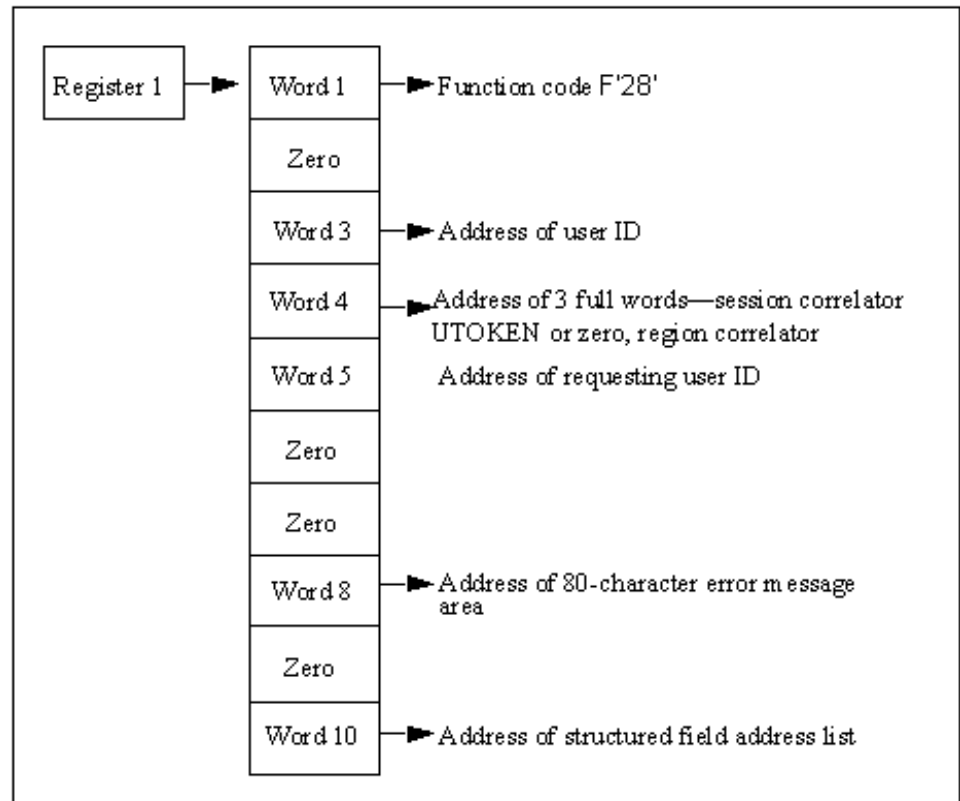 Register 1
Word 1
Function code F'28'
Zero
Word 3
Address of user ID
Word 4
Address of 3 full words—session correlator
UTOKEN or zero, region correlator
Word 5
Address of requesting user ID
Zero
Zero
Word 8
Address of 80-character error message
area
Zero
Word 10
Address of structured field address list